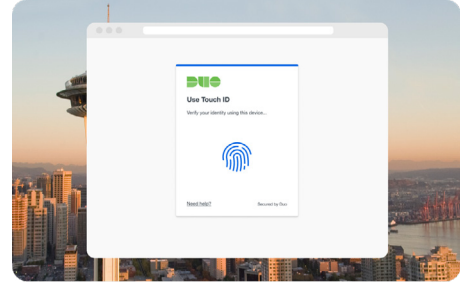 DUO
Use Touch ID
Verify your identity using this device...
Need help?
Secured by Duo